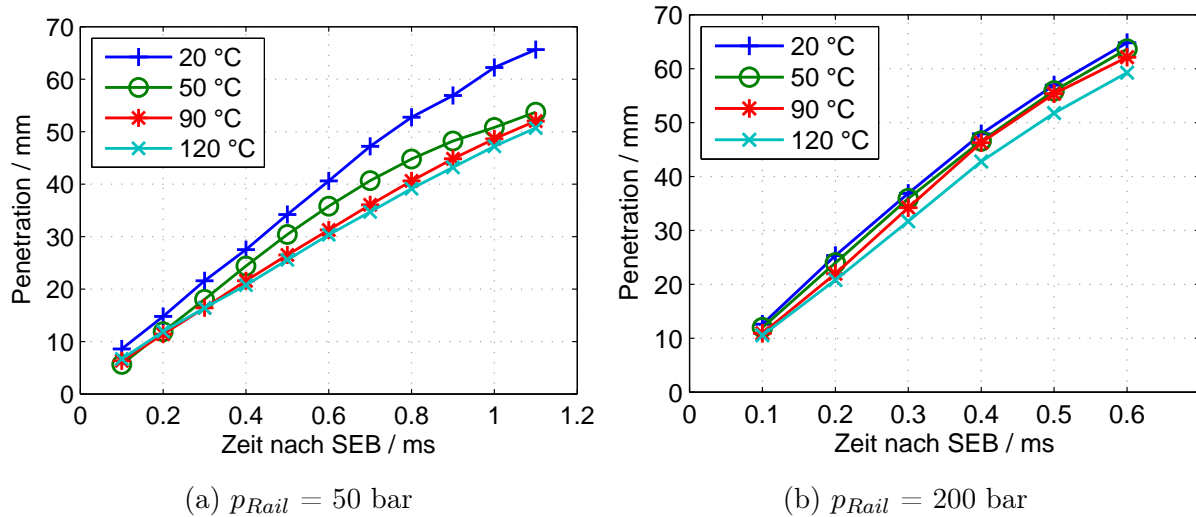 70
60
50
40
30
20
10
0
Penetration / mm
20 °C
50 °C
90 °C
120 °C
0
0.2
0.4
0.6
0.8
1
1.2
Zeit nach SEB / ms
(a) p_Rail = 50 bar
70
60
50
40
30
20
10
0
Penetration / mm
20 °C
50 °C
90 °C
120 °C
0
0.1
0.2
0.3
0.4
0.5
0.6
Zeit nach SEB / ms
(b) p_Rail = 200 bar